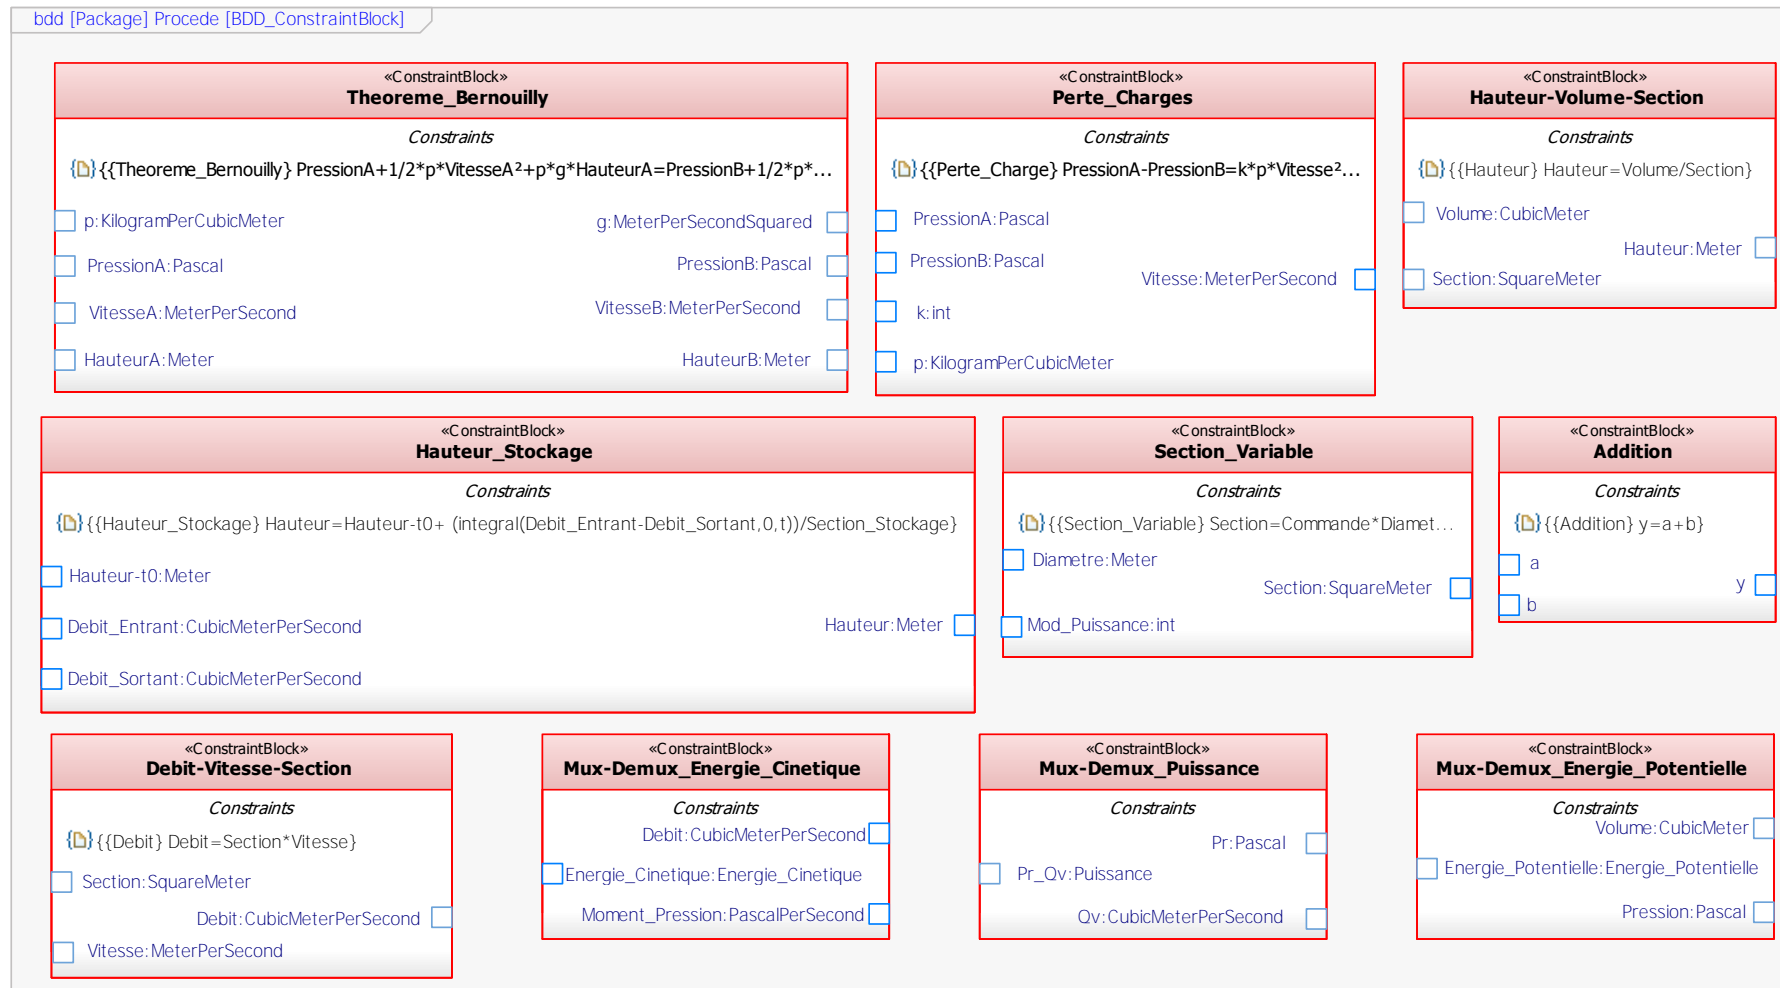 bdd [Package] Procede [BDD_ConstraintBlock]
«ConstraintBlock»
Theoreme_Bernouilly
Constraints
{{Theoreme_Bernouilly} PressionA+1/2*p*VitesseA²+p*g*HauteurA=PressionB+1/2*p*...
p:KilogramPerCubicMeter
g:MeterPerSecondSquared
PressionA:Pascal
PressionB:Pascal
VitesseA:MeterPerSecond
VitesseB:MeterPerSecond
HauteurA:Meter
HauteurB:Meter
«ConstraintBlock»
Perte_Charges
Constraints
{{Perte_Charge} PressionA-PressionB=k*p*Vitesse²...
PressionA:Pascal
PressionB:Pascal
Vitesse:MeterPerSecond
k:int
p:KilogramPerCubicMeter
«ConstraintBlock»
Hauteur-Volume-Section
Constraints
{{Hauteur} Hauteur=Volume/Section}
Volume:CubicMeter
Hauteur:Meter
Section:SquareMeter
«ConstraintBlock»
Hauteur_Stockage
Constraints
{{Hauteur_Stockage} Hauteur=Hauteur-t0+ (integral(Debit_Entrant-Debit_Sortant,0,t))/Section_Stockage}
Hauteur-t0:Meter
Debit_Entrant:CubicMeterPerSecond
Hauteur:Meter
Debit_Sortant:CubicMeterPerSecond
«ConstraintBlock»
Section_Variable
Constraints
{{Section_Variable} Section=Commande*Diamet...
Diametre:Meter
Section:SquareMeter
Mod_Puissance:int
«ConstraintBlock»
Addition
Constraints
{{Addition} y=a+b}
a
y
b
«ConstraintBlock»
Debit-Vitesse-Section
Constraints
{{Debit} Debit=Section*Vitesse}
Section:SquareMeter
Debit:CubicMeterPerSecond
Vitesse:MeterPerSecond
«ConstraintBlock»
Mux-Demux_Energie_Cinetique
Constraints
Debit:CubicMeterPerSecond
Energie_Cinetique:Energie_Cinetique
Moment_Pression:PascalPerSecond
«ConstraintBlock»
Mux-Demux_Puissance
Constraints
Pr:Pascal
Pr_Qv:Puissance
Qv:CubicMeterPerSecond
«ConstraintBlock»
Mux-Demux_Energie_Potentielle
Constraints
Volume:CubicMeter
Energie_Potentielle:Energie_Potentielle
Pression:Pascal